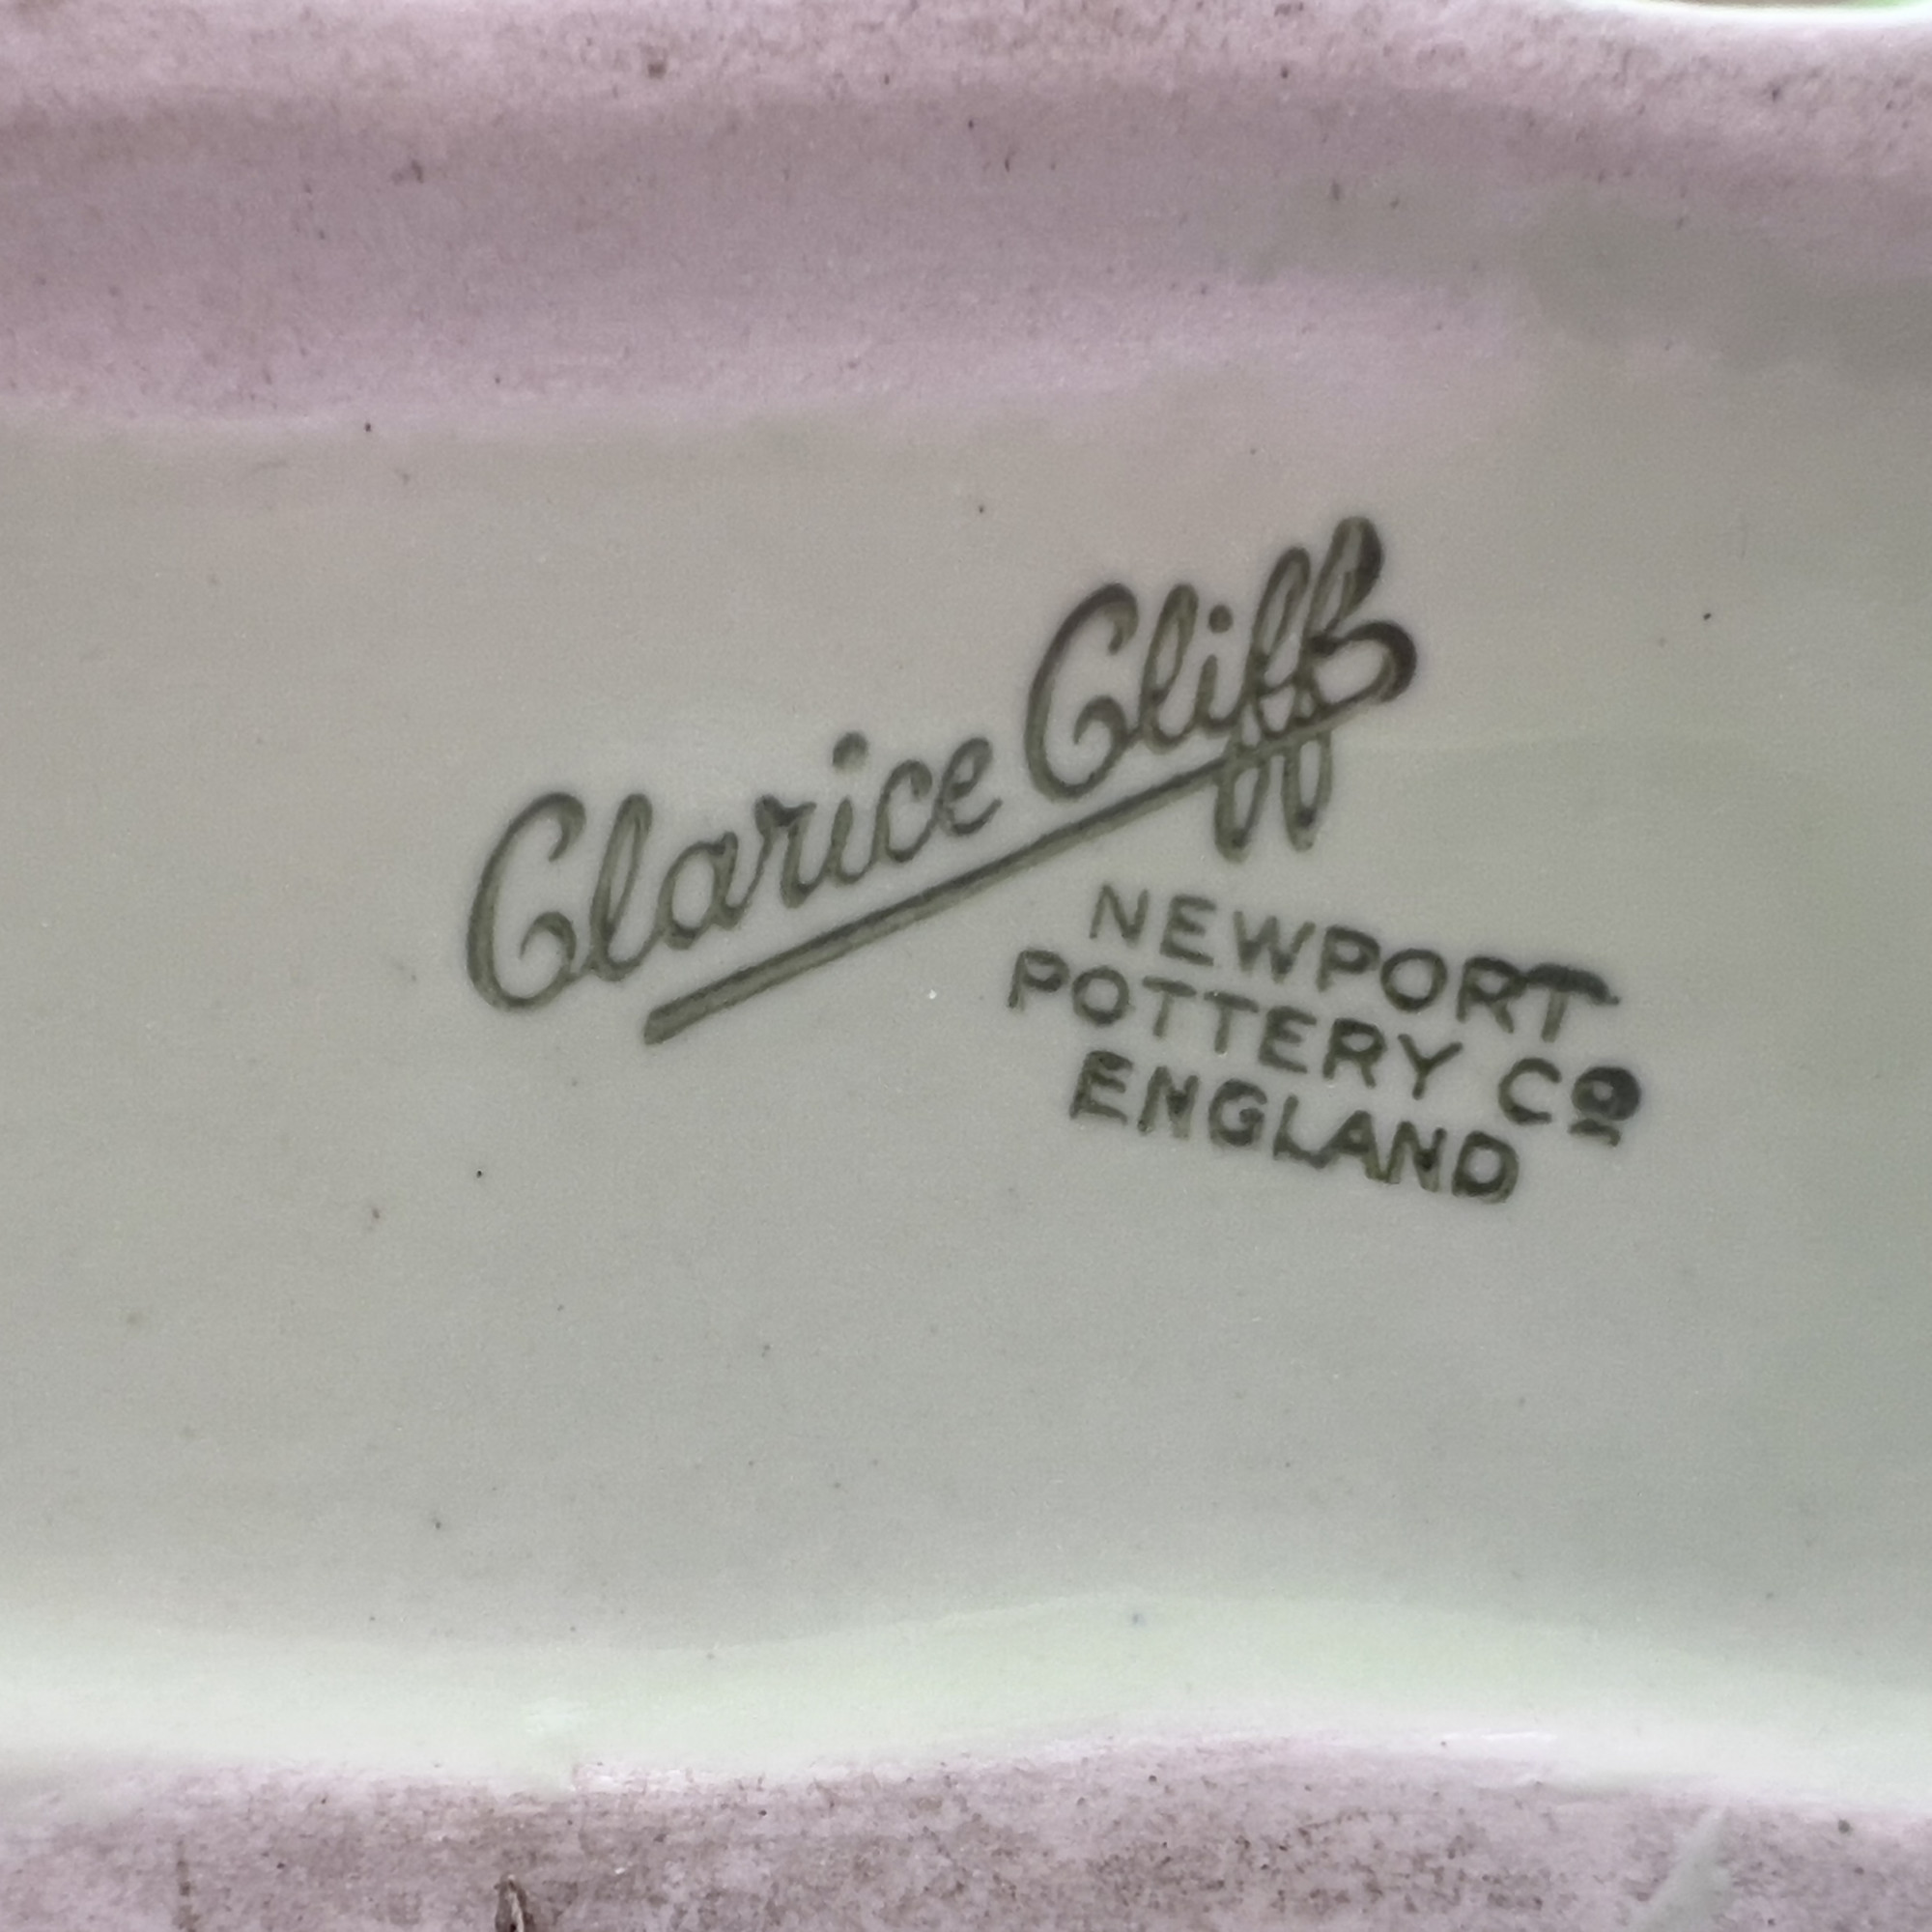 Clarice Cliff
NEWPORT
POTTERY Cº
ENGLAND